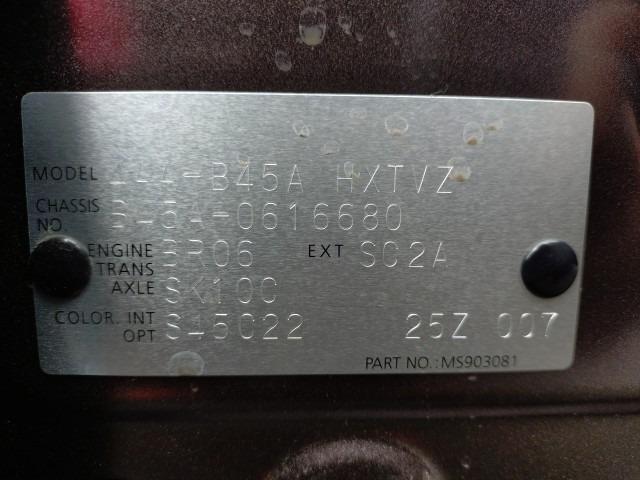 MODEL 4AA-B45A HXTVZ
CHASSIS NO. B45A-0616680
ENGINE BR06 EXT SC2A
TRANS
AXLE SK10C
COLOR. INT
OPT S45022 25Z 007
PART NO.:MS903081